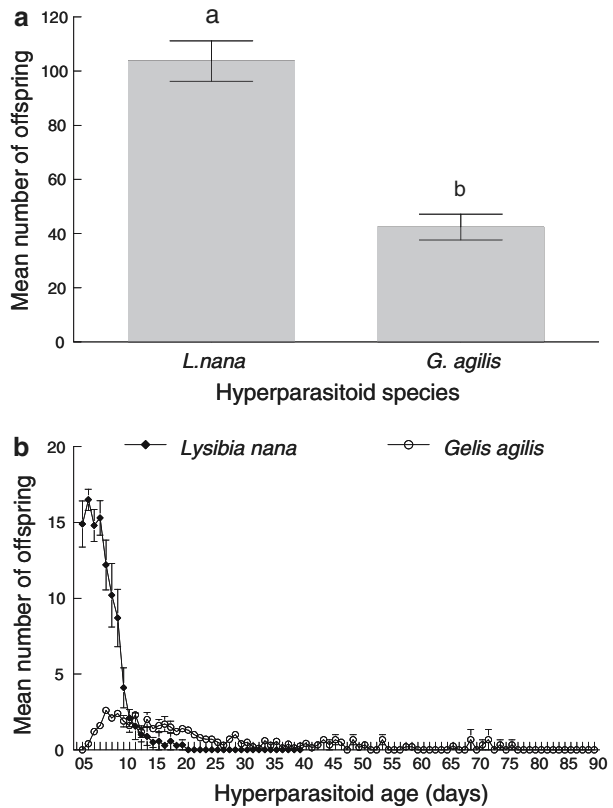 a
120
100
80
60
40
20
0
Mean number of offspring
a
b
L.nana G. agilis
Hyperparasitoid species
b
Lysibia nana Gelis agilis
20
15
10
5
0
Mean number of offspring
05 10 15 20 25 30 35 40 45 50 55 60 65 70 75 80 85 90
Hyperparasitoid age (days)